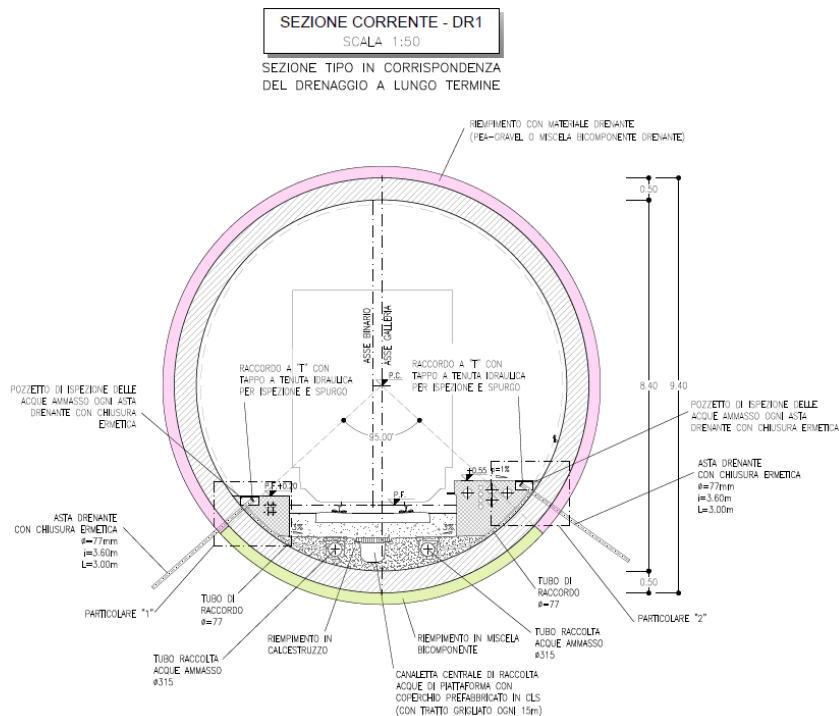 SEZIONE CORRENTE - DR1
SCALA 1:50
SEZIONE TIPO IN CORRISPONDENZA
DEL DRENAGGIO A LUNGO TERMINE
RIEMPIMENTO CON MATERIALE DRENANTE
(PEA-GRAVEL O MISCELA BICOMPONENTE DRENANTE)
0.50
8.40
9.40
0.50
ASSE BINARIO
ASSE GALLERIA
RACCORDO A "T" CON
TAPPO A TENUTA IDRAULICA
PER ISPEZIONE E SPURGO
P.C.
RACCORDO A "T" CON
TAPPO A TENUTA IDRAULICA
PER ISPEZIONE E SPURGO
95.00
POZZETTO DI ISPEZIONE DELLE
ACQUE AMMASSO OGNI ASTA
DRENANTE CON CHIUSURA
ERMETICA
POZZETTO DI ISPEZIONE DELLE
ACQUE AMMASSO OGNI ASTA
DRENANTE CON CHIUSURA ERMETICA
P.F.+0.20
P.F.
+0.55
p=1%
3%
3%
ASTA DRENANTE
CON CHIUSURA ERMETICA
ø=77mm
i=3.60m
L=3.00m
ASTA DRENANTE
CON CHIUSURA ERMETICA
ø=77mm
i=3.60m
L=3.00m
PARTICOLARE "1"
TUBO DI
RACCORDO
ø=77
TUBO DI
RACCORDO
ø=77
PARTICOLARE "2"
TUBO RACCOLTA
ACQUE AMMASSO
ø315
RIEMPIMENTO IN
CALCESTRUZZO
RIEMPIMENTO IN MISCELA
BICOMPONENTE
TUBO RACCOLTA
ACQUE AMMASSO
ø315
CANALETTA CENTRALE DI RACCOLTA
ACQUE DI PIATTAFORMA CON
COPERCHIO PREFABBRICATO IN CLS
(CON TRATTO GRIGLIATO OGNI 15m)